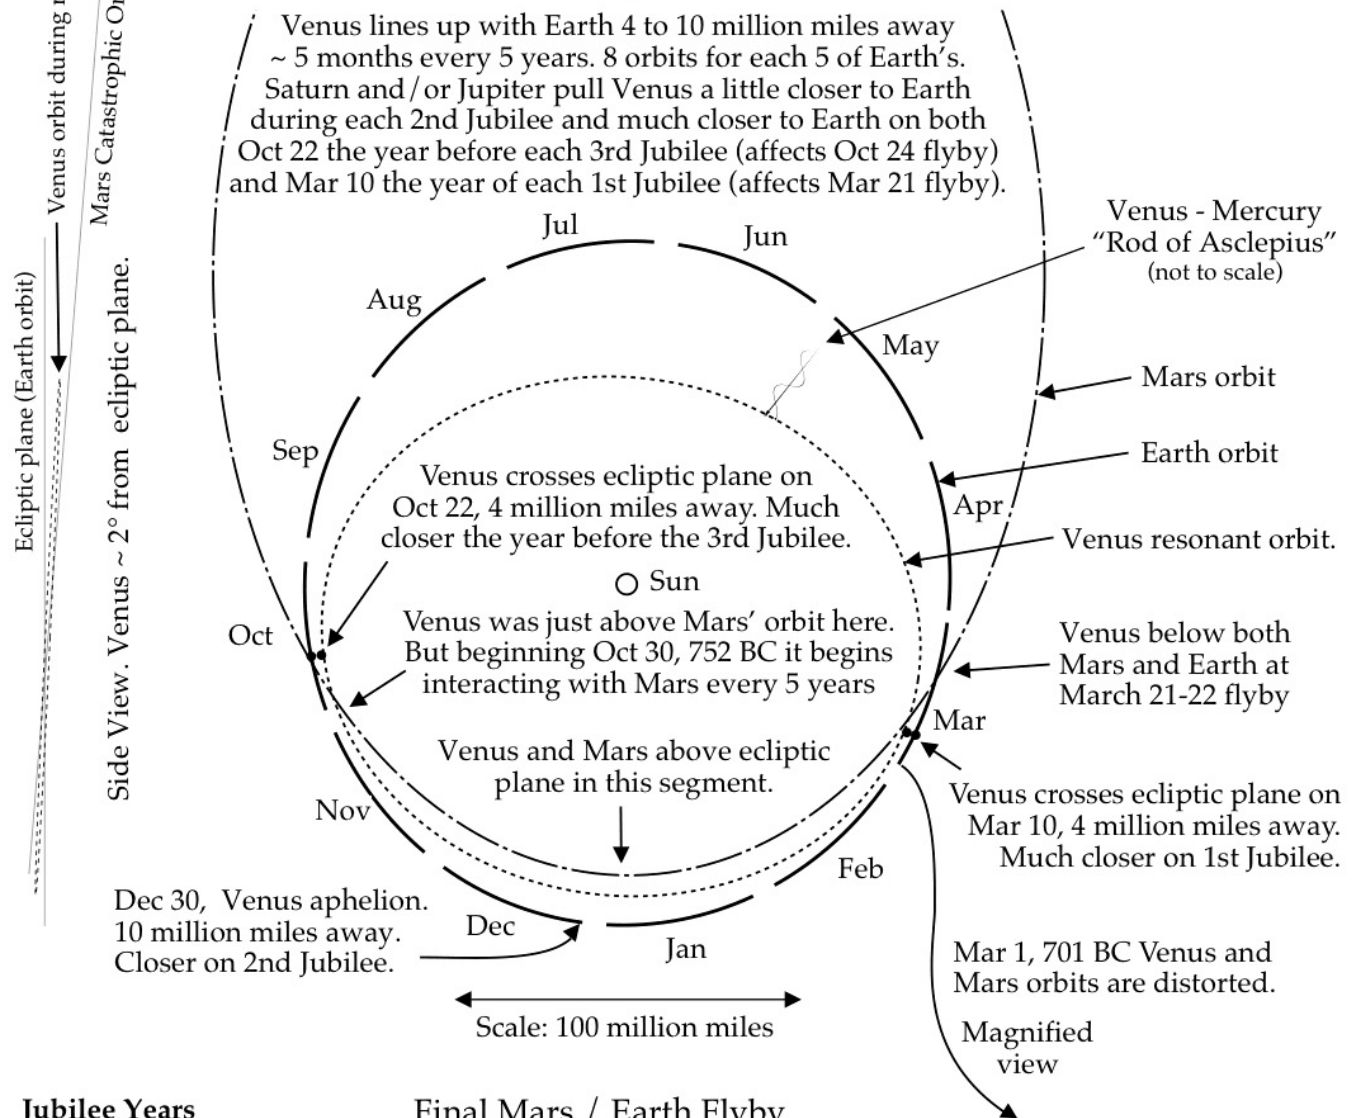 Venus orbit during
Mars Catastrophic
Ecliptic plane (Earth orbit)
Side View. Venus ~ 2° from ecliptic plane.
Venus lines up with Earth 4 to 10 million miles away
~ 5 months every 5 years. 8 orbits for each 5 of Earth's.
Saturn and/or Jupiter pull Venus a little closer to Earth
during each 2nd Jubilee and much closer to Earth on both
Oct 22 the year before each 3rd Jubilee (affects Oct 24 flyby)
and Mar 10 the year of each 1st Jubilee (affects Mar 21 flyby).
Jul
Jun
Aug
May
Sep
Apr
Oct
Mar
Nov
Feb
Dec
Jan
Venus - Mercury
“Rod of Asclepius”
(not to scale)
Mars orbit
Earth orbit
Venus resonant orbit.
Venus crosses ecliptic plane on
Oct 22, 4 million miles away. Much
closer the year before the 3rd Jubilee.
Sun
Venus was just above Mars' orbit here.
But beginning Oct 30, 752 BC it begins
interacting with Mars every 5 years
Venus below both
Mars and Earth at
March 21-22 flyby
Venus and Mars above ecliptic
plane in this segment.
Venus crosses ecliptic plane on
Mar 10, 4 million miles away.
Much closer on 1st Jubilee.
Dec 30, Venus aphelion.
10 million miles away.
Closer on 2nd Jubilee.
Mar 1, 701 BC Venus and
Mars orbits are distorted.
Scale: 100 million miles
Magnified
view
Jubilee Years
Final Mars / Earth Flyby